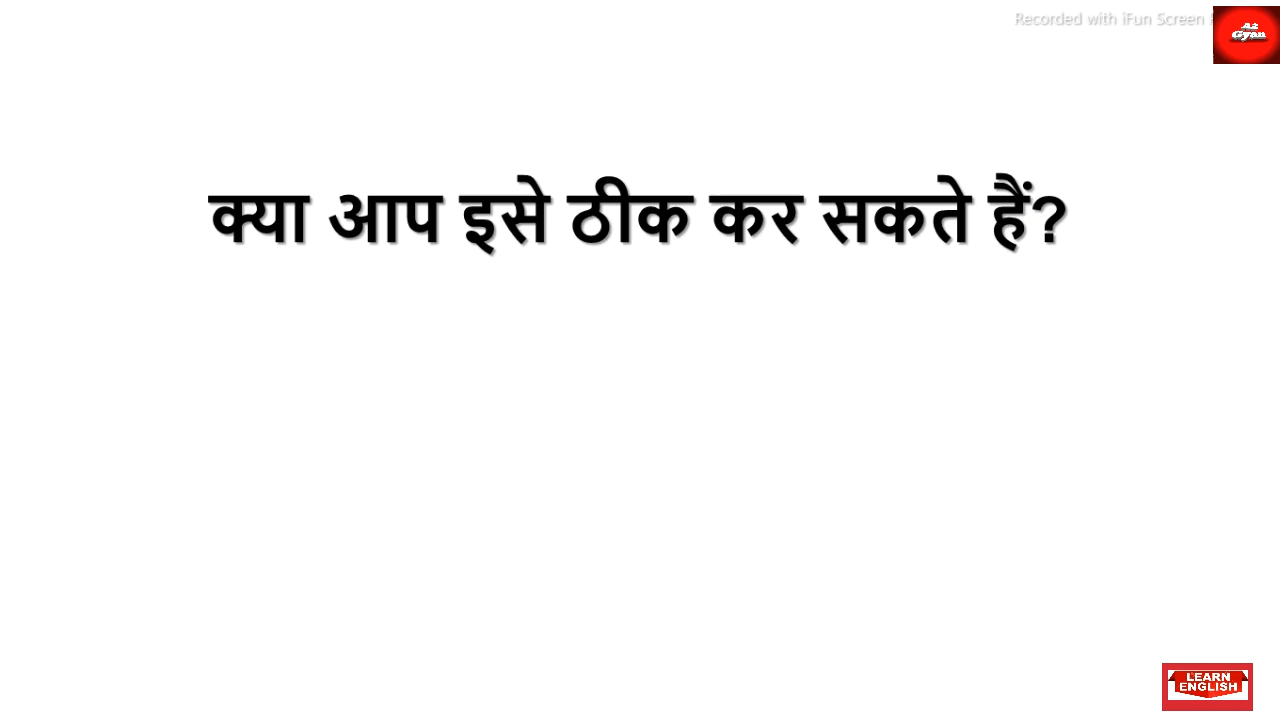 Recorded with iFun Screen
A2
Gyan
क्या आप इसे ठीक कर सकते हैं?
LEARN
ENGLISH